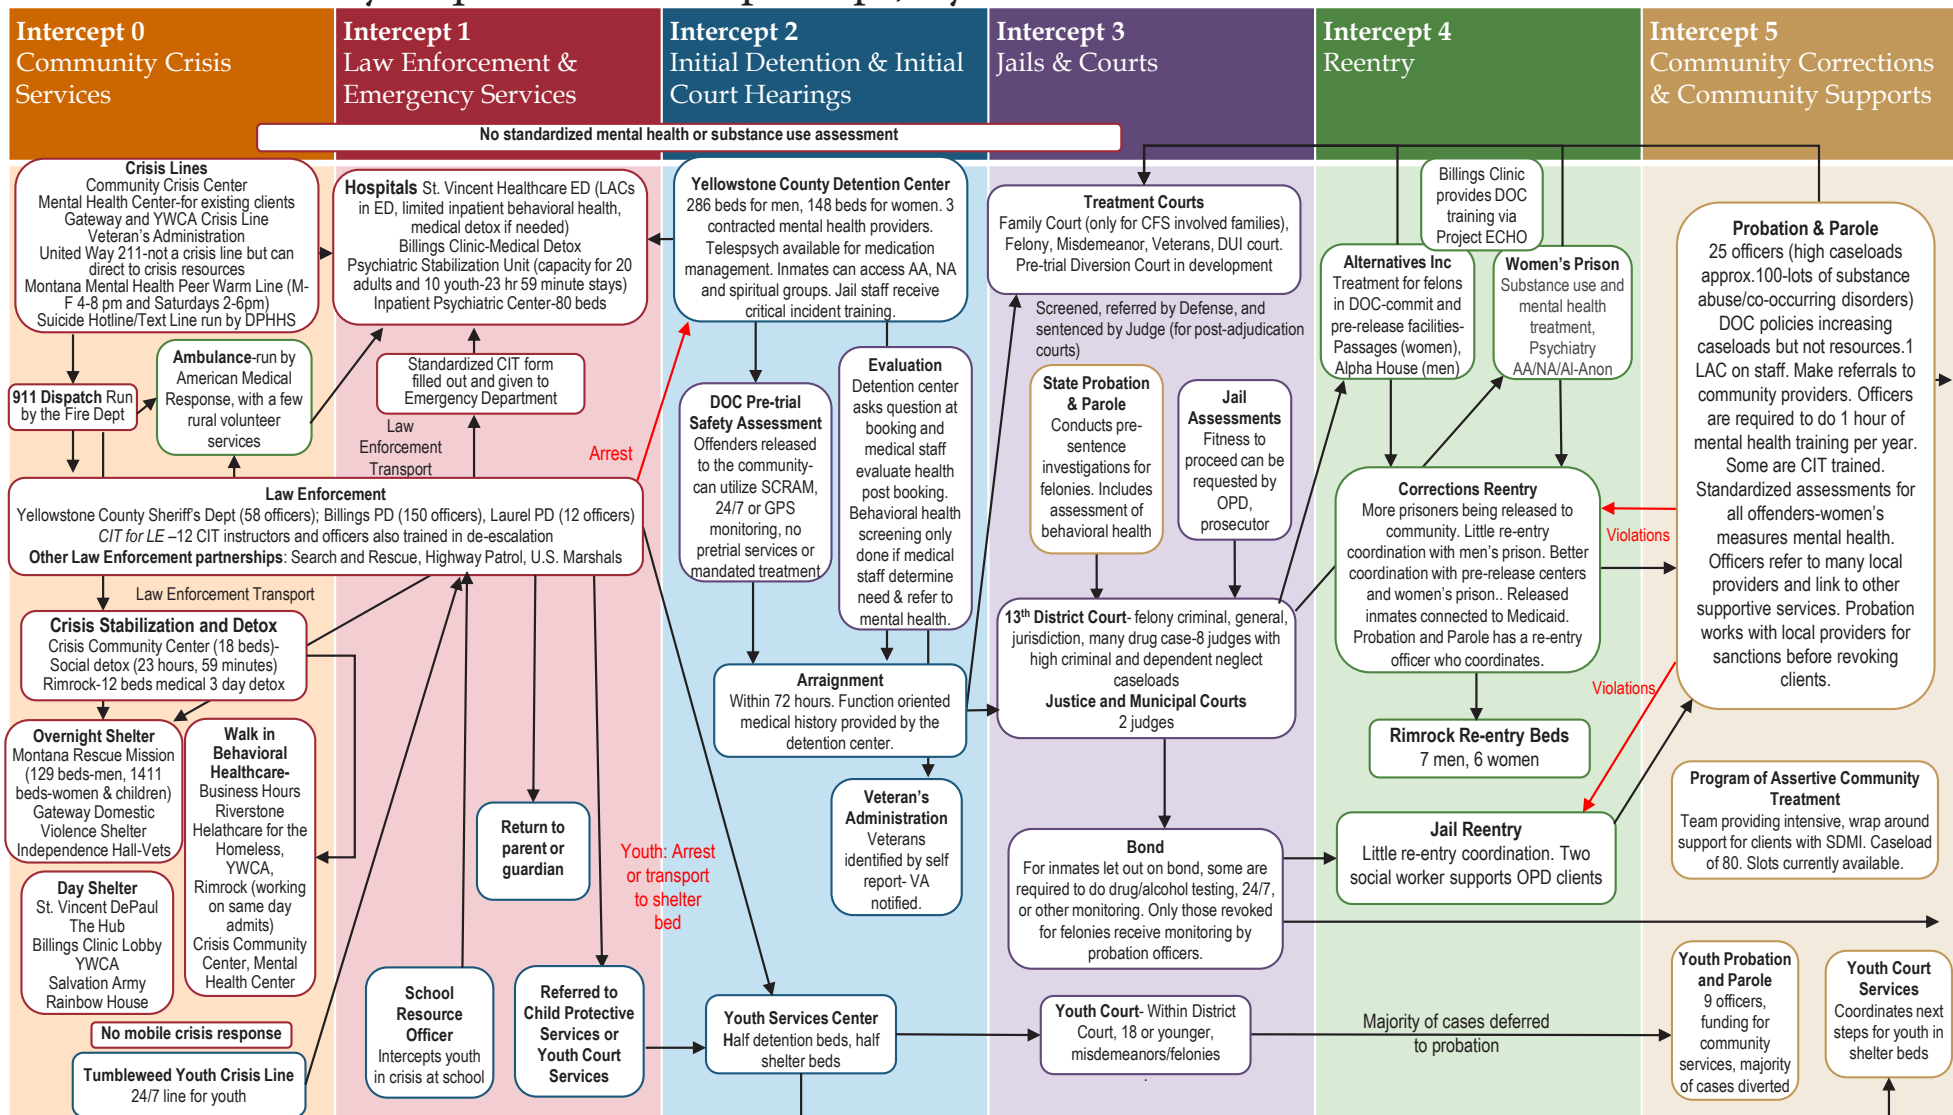 Intercept 0
Community Crisis
Services
Intercept 1
Law Enforcement &
Emergency Services
Intercept 2
Initial Detention & Initial
Court Hearings
Intercept 3
Jails & Courts
Intercept 4
Reentry
Intercept 5
Community Corrections
& Community Supports
No standardized mental health or substance use assessment
Crisis Lines
Community Crisis Center
Mental Health Center-for existing clients
Gateway and YWCA Crisis Line
Veteran's Administration
United Way 211-not a crisis line but can
direct to crisis resources
Montana Mental Health Peer Warm Line (M-
F 4-8 pm and Saturdays 2-6pm)
Suicide Hotline/Text Line run by DPHHS
911 Dispatch Run
by the Fire Dept
Ambulance-run by
American Medical
Response, with a few
rural volunteer
services
Hospitals St. Vincent Healthcare ED (LACs
in ED, limited inpatient behavioral health,
medical detox if needed)
Billings Clinic-Medical Detox
Psychiatric Stabilization Unit (capacity for 20
adults and 10 youth-23 hr 59 minute stays)
Inpatient Psychiatric Center-80 beds
Standardized CIT form
filled out and given to
Emergency Department
Law
Enforcement
Transport
Arrest
Law Enforcement
Yellowstone County Sheriff's Dept (58 officers); Billings PD (150 officers), Laurel PD (12 officers)
CIT for LE –12 CIT instructors and officers also trained in de-escalation
Other Law Enforcement partnerships: Search and Rescue, Highway Patrol, U.S. Marshals
Law Enforcement Transport
Crisis Stabilization and Detox
Crisis Community Center (18 beds)-
Social detox (23 hours, 59 minutes)
Rimrock-12 beds medical 3 day detox
Overnight Shelter
Montana Rescue Mission
(129 beds-men, 1411
beds-women & children)
Gateway Domestic
Violence Shelter
Independence Hall-Vets
Walk in
Behavioral
Healthcare-
Business Hours
Riverstone
Helathcare for the
Homeless,
YWCA,
Rimrock (working
on same day
admits)
Crisis Community
Center, Mental
Health Center
Day Shelter
St. Vincent DePaul
The Hub
Billings Clinic Lobby
YWCA
Salvation Army
Rainbow House
No mobile crisis response
Tumbleweed Youth Crisis Line
24/7 line for youth
School
Resource
Officer
Intercepts youth
in crisis at school
Return to
parent or
guardian
Referred to
Child Protective
Services or
Youth Court
Services
Youth: Arrest
or transport
to shelter
bed
Yellowstone County Detention Center
286 beds for men, 148 beds for women. 3
contracted mental health providers.
Telespsych available for medication
management. Inmates can access AA, NA
and spiritual groups. Jail staff receive
critical incident training.
DOC Pre-trial
Safety Assessment
Offenders released
to the community-
can utilize SCRAM,
24/7 or GPS
monitoring, no
pretrial services or
mandated treatment
Evaluation
Detention center
asks question at
booking and
medical staff
evaluate health
post booking.
Behavioral health
screening only
done if medical
staff determine
need & refer to
mental health.
Arraignment
Within 72 hours. Function oriented
medical history provided by the
detention center.
Veteran's
Administration
Veterans
identified by self
report- VA
notified.
Youth Services Center
Half detention beds, half
shelter beds
Treatment Courts
Family Court (only for CFS involved families),
Felony, Misdemeanor, Veterans, DUI court.
Pre-trial Diversion Court in development
Screened, referred by Defense, and
sentenced by Judge (for post-adjudication
courts)
State Probation
& Parole
Conducts pre-
sentence
investigations for
felonies. Includes
assessment of
behavioral health
Jail
Assessments
Fitness to
proceed can be
requested by
OPD,
prosecutor
13th District Court- felony criminal, general,
jurisdiction, many drug case-8 judges with
high criminal and dependent neglect
caseloads
Justice and Municipal Courts
2 judges
Bond
For inmates let out on bond, some are
required to do drug/alcohol testing, 24/7,
or other monitoring. Only those revoked
for felonies receive monitoring by
probation officers.
Youth Court- Within District
Court, 18 or younger,
misdemeanors/felonies
.
Billings Clinic
provides DOC
training via
Project ECHO
Alternatives Inc
Treatment for felons
in DOC-commit and
pre-release facilities-
Passages (women),
Alpha House (men)
Women's Prison
Substance use and
mental health
treatment,
Psychiatry
AA/NA/Al-Anon
Corrections Reentry
More prisoners being released to
community. Little re-entry
coordination with men's prison. Better
coordination with pre-release centers
and women's prison.. Released
inmates connected to Medicaid.
Probation and Parole has a re-entry
officer who coordinates.
Violations
Violations
Rimrock Re-entry Beds
7 men, 6 women
Jail Reentry
Little re-entry coordination. Two
social worker supports OPD clients
Majority of cases deferred
to probation
Probation & Parole
25 officers (high caseloads
approx.100-lots of substance
abuse/co-occurring disorders)
DOC policies increasing
caseloads but not resources.1
LAC on staff. Make referrals to
community providers. Officers
are required to do 1 hour of
mental health training per year.
Some are CIT trained.
Standardized assessments for
all offenders-women's
measures mental health.
Officers refer to many local
providers and link to other
supportive services. Probation
works with local providers for
sanctions before revoking
clients.
Program of Assertive Community
Treatment
Team providing intensive, wrap around
support for clients with SDMI. Caseload
of 80. Slots currently available.
Youth Probation
and Parole
9 officers,
funding for
community
services, majority
of cases diverted
Youth Court
Services
Coordinates next
steps for youth in
shelter beds